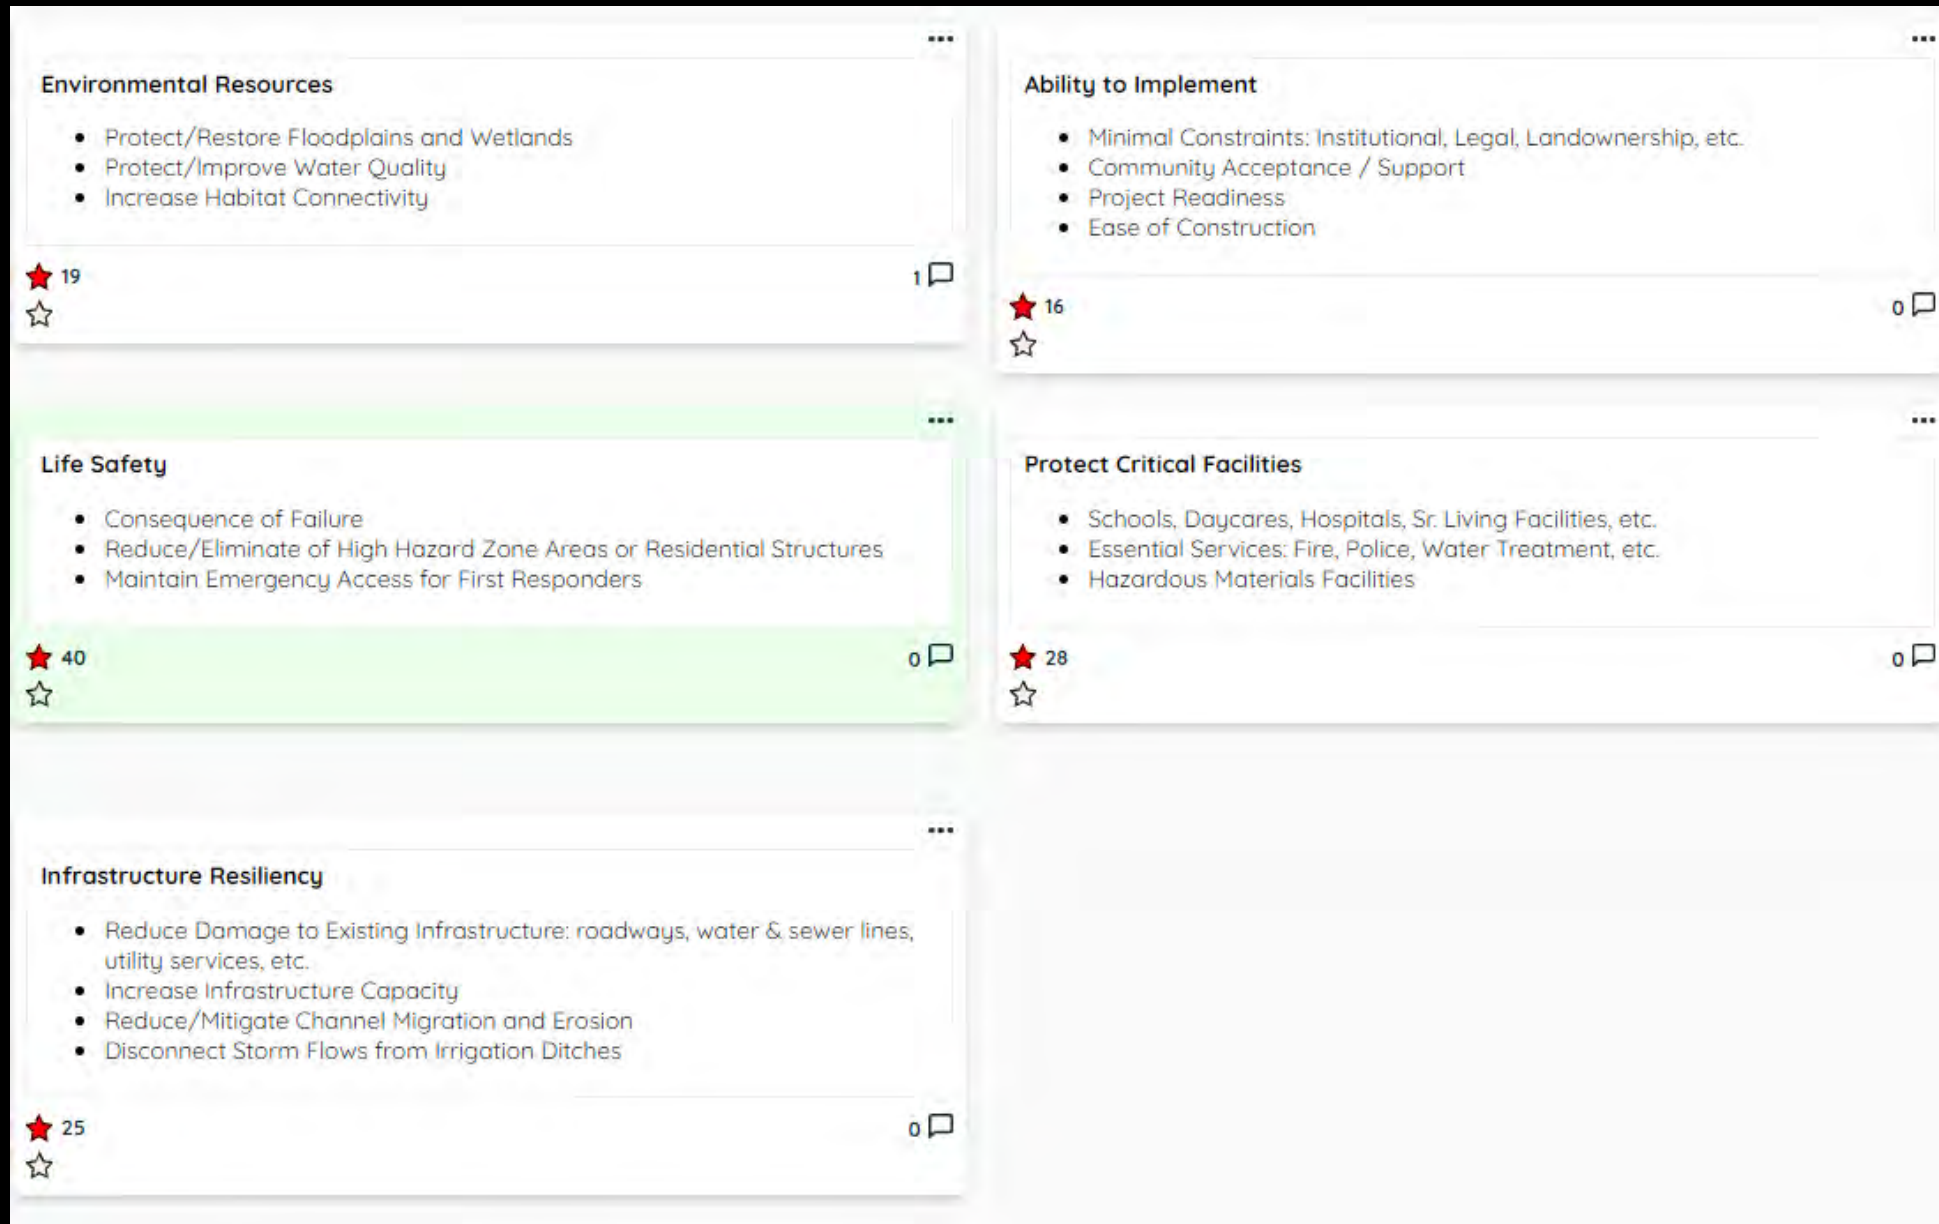 Environmental Resources
Protect/Restore Floodplains and Wetlands
Protect/Improve Water Quality
Increase Habitat Connectivity
19
1
Ability to Implement
Minimal Constraints: Institutional, Legal, Landownership, etc.
Community Acceptance / Support
Project Readiness
Ease of Construction
16
0
Life Safety
Consequence of Failure
Reduce/Eliminate of High Hazard Zone Areas or Residential Structures
Maintain Emergency Access for First Responders
40
0
Protect Critical Facilities
Schools, Daycares, Hospitals, Sr. Living Facilities, etc.
Essential Services: Fire, Police, Water Treatment, etc.
Hazardous Materials Facilities
28
0
Infrastructure Resiliency
Reduce Damage to Existing Infrastructure: roadways, water & sewer lines,
utility services, etc.
Increase Infrastructure Capacity
Reduce/Mitigate Channel Migration and Erosion
Disconnect Storm Flows from Irrigation Ditches
25
0